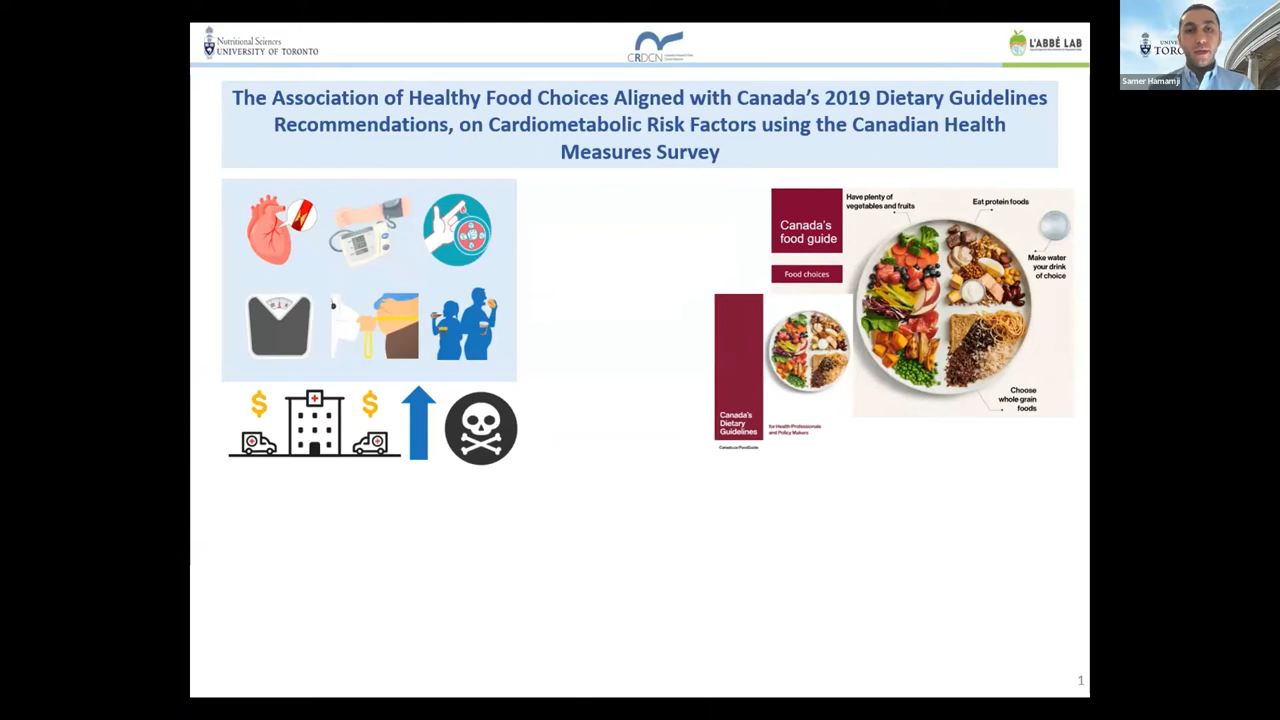 Nutritional Sciences
UNIVERSITY OF TORONTO
CRDCN
L'ABBÉ LAB
Samer Hamamji
The Association of Healthy Food Choices Aligned with Canada's 2019 Dietary Guidelines
Recommendations, on Cardiometabolic Risk Factors using the Canadian Health
Measures Survey
Canada's
food guide
Food choices
Have plenty of
vegetables and fruits
Eat protein foods
Make water
your drink
of choice
Choose
whole grain
foods
Canada's
Dietary
Guidelines
for Health Professionals
and Policy Makers
$ $
1